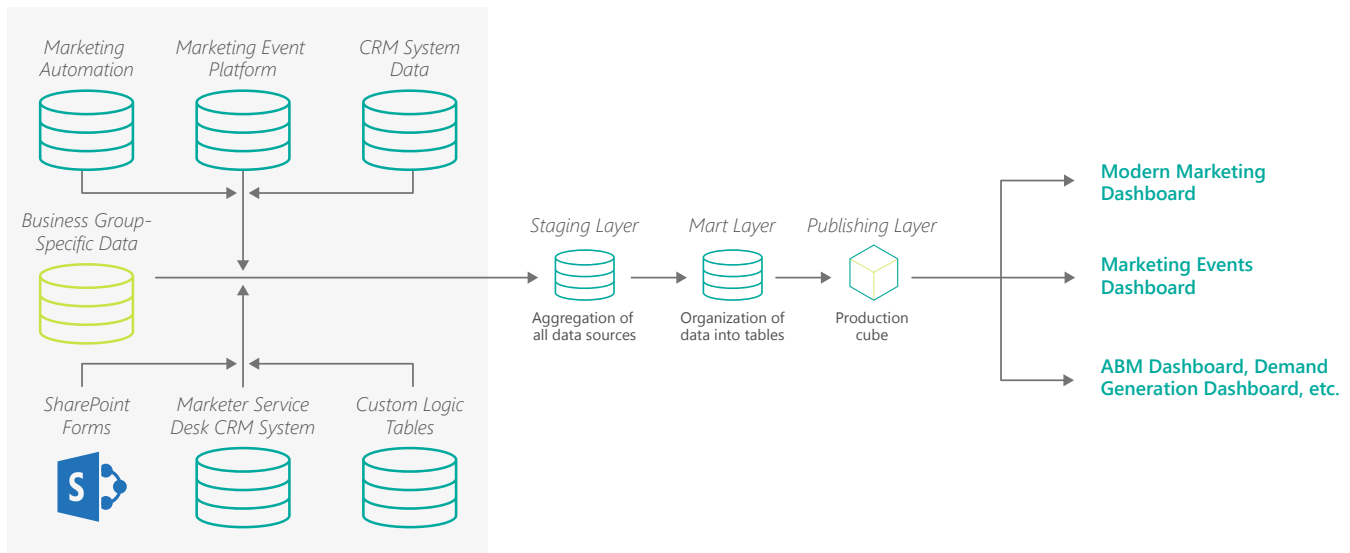 Marketing
Automation
Marketing Event
Platform
CRM System
Data
Business Group-
Specific Data
Staging Layer
Mart Layer
Publishing Layer
Aggregation of
all data sources
Organization of
data into tables
Production
cube
Modern Marketing
Dashboard
Marketing Events
Dashboard
ABM Dashboard, Demand
Generation Dashboard, etc.
SharePoint
Forms
Marketer Service
Desk CRM System
Custom Logic
Tables
S